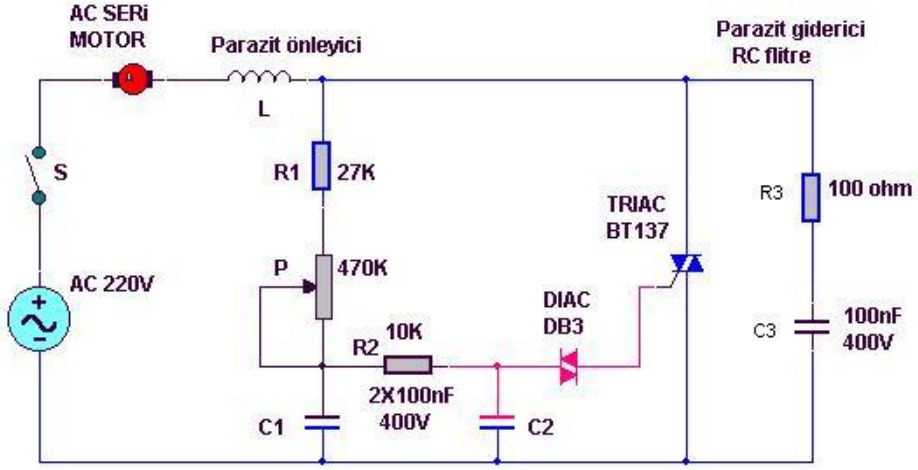 AC SERi
MOTOR
Parazit önleyici
Parazit giderici
RC flitre
L
S
R1
27K
R3
100 ohm
TRIAC
BT137
P
470K
AC 220V
DIAC
DB3
10K
R2
100nF
400V
C3
2X100nF
400V
C1
C2